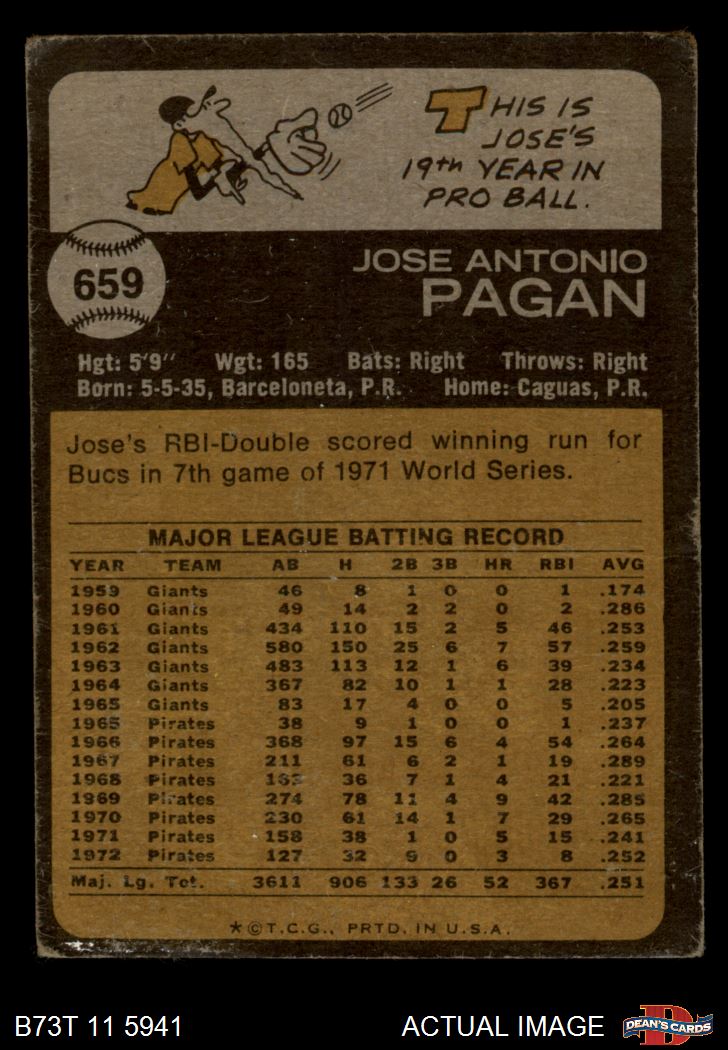 THIS IS
JOSE'S
19th YEAR IN
PRO BALL.
659
JOSE ANTONIO
PAGAN
Hgt: 5'9" Wgt: 165 Bats: Right Throws: Right
Born: 5-5-35, Barceloneta, P.R. Home: Caguas, P.R.
Jose's RBI-Double scored winning run for
Bucs in 7th game of 1971 World Series.
MAJOR LEAGUE BATTING RECORD
YEAR TEAM AB H 2B 3B HR RBI AVG
1959 Giants 46 8 1 0 0 1 .174
1960 Giants 49 14 2 2 0 2 .286
1961 Giants 434 110 15 2 5 46 .253
1962 Giants 580 150 25 6 7 57 .259
1963 Giants 483 113 12 1 6 39 .234
1964 Giants 367 82 10 1 1 28 .223
1965 Giants 83 17 4 0 0 5 .205
1965 Pirates 38 9 1 0 0 1 .237
1966 Pirates 368 97 15 6 4 54 .264
1967 Pirates 211 61 6 2 1 19 .289
1968 Pirates 163 36 7 1 4 21 .221
1969 Pirates 274 78 11 4 9 42 .285
1970 Pirates 230 61 14 1 7 29 .265
1971 Pirates 158 38 1 0 5 15 .241
1972 Pirates 127 32 9 0 3 8 .252
Maj. Lg. Tot. 3611 906 133 26 52 367 .251
*©T.C.G., PRTD. IN U.S.A.
B73T 11 5941 ACTUAL IMAGE DEAN'S CARDS